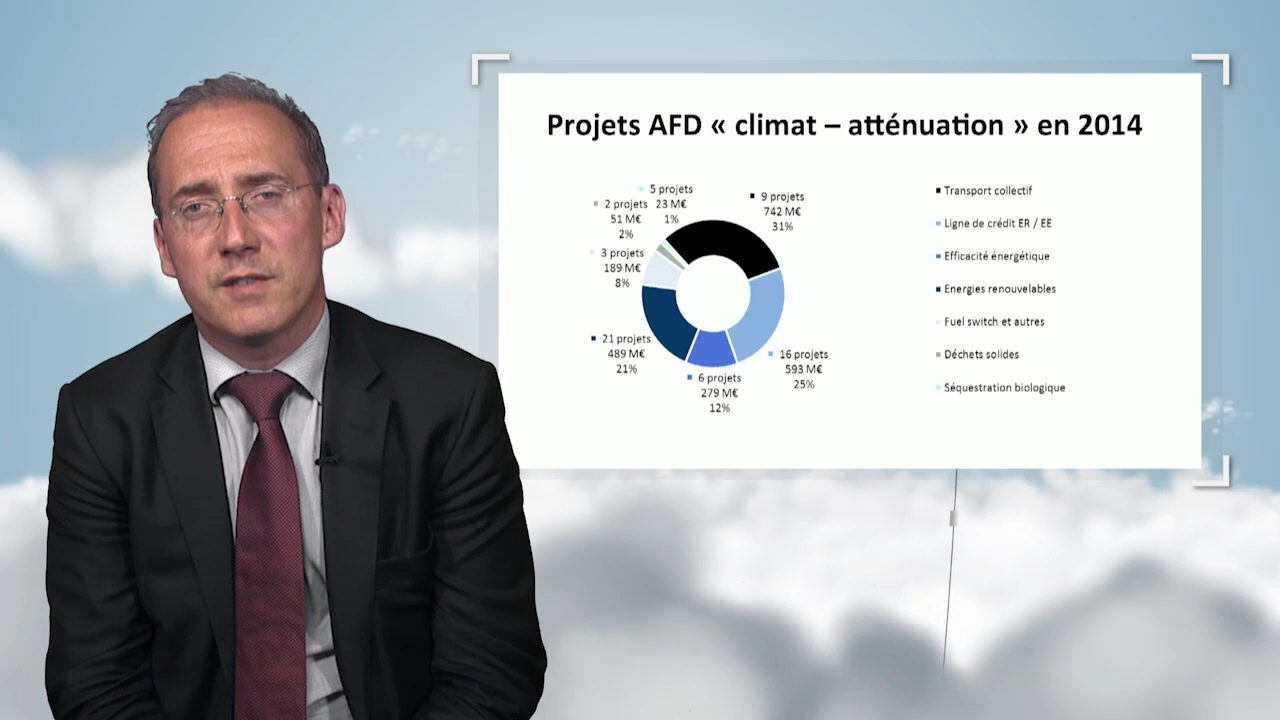 Projets AFD « climat – atténuation » en 2014
5 projets
23 M€
1%
2 projets
51 M€
2%
3 projets
189 M€
8%
21 projets
489 M€
21%
6 projets
279 M€
12%
16 projets
593 M€
25%
9 projets
742 M€
31%
Transport collectif
Ligne de crédit ER / EE
Efficacité énergétique
Energies renouvelables
Fuel switch et autres
Déchets solides
Séquestration biologique